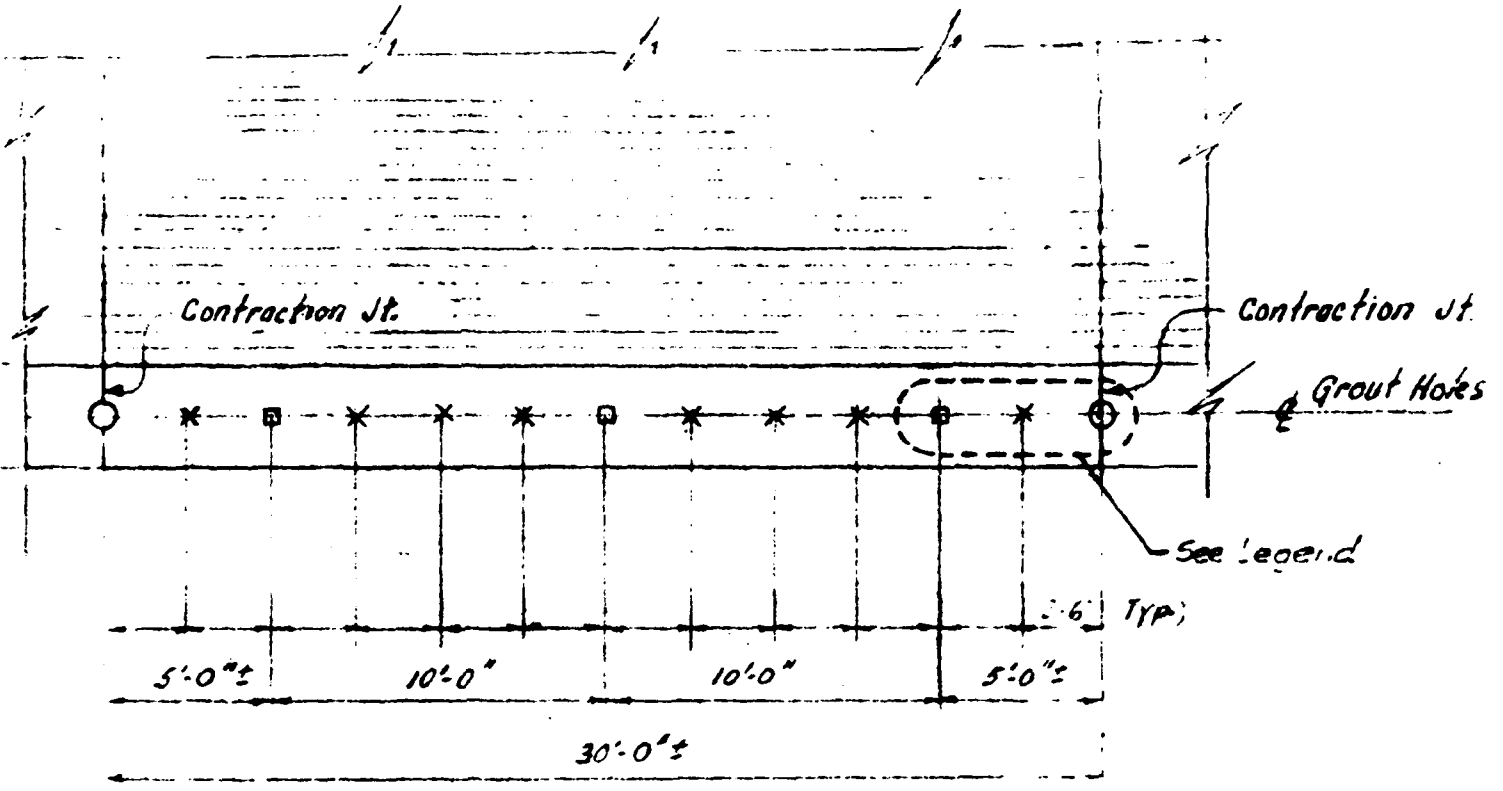 Contraction Jt.
Contraction Jt.
℄ Grout Holes
See Legend
Typ.
5'-0"±
10'-0"
10'-0"
5'-0"±
30'-0"±